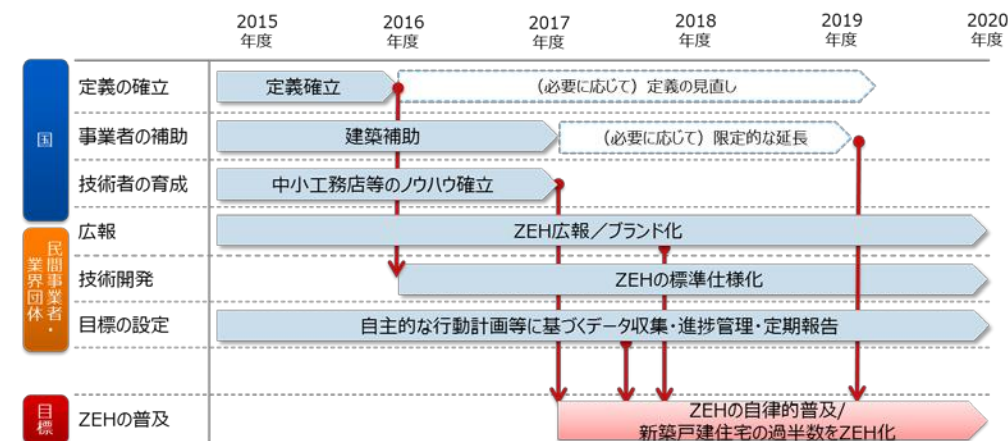 2015
年度
2016
年度
2017
年度
2018
年度
2019
年度
2020
年度
国
定義の確立
定義確立
（必要に応じて）定義の見直し
事業者の補助
建築補助
（必要に応じて）限定的な延長
技術者の育成
中小工務店等のノウハウ確立
民間事業者・
業界団体
広報
ZEH広報／ブランド化
技術開発
ZEHの標準仕様化
目標の設定
自主的な行動計画等に基づくデータ収集・進捗管理・定期報告
目標
ZEHの普及
ZEHの自律的普及/
新築戸建住宅の過半数をZEH化